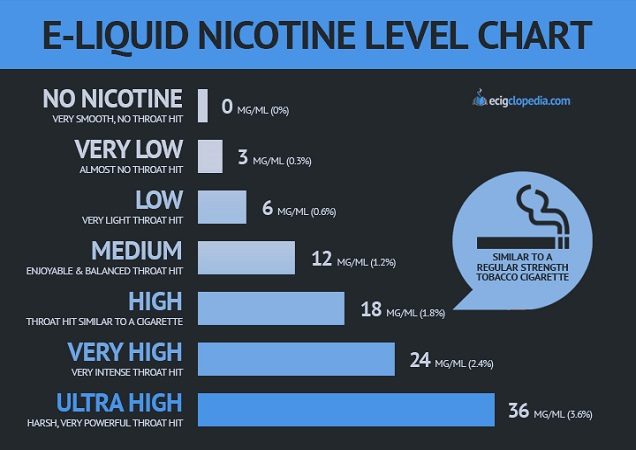 E-LIQUID NICOTINE LEVEL CHART
ecigclopedia.com
NO NICOTINE
VERY SMOOTH, NO THROAT HIT
0 MG/ML (0%)
VERY LOW
ALMOST NO THROAT HIT
3 MG/ML (0.3%)
LOW
VERY LIGHT THROAT HIT
6 MG/ML (0.6%)
MEDIUM
ENJOYABLE & BALANCED THROAT HIT
12 MG/ML (1.2%)
HIGH
THROAT HIT SIMILAR TO A CIGARETTE
18 MG/ML (1.8%)
SIMILAR TO A
REGULAR STRENGTH
TOBACCO CIGARETTE
VERY HIGH
VERY INTENSE THROAT HIT
24 MG/ML (2.4%)
ULTRA HIGH
HARSH, VERY POWERFUL THROAT HIT
36 MG/ML (3.6%)